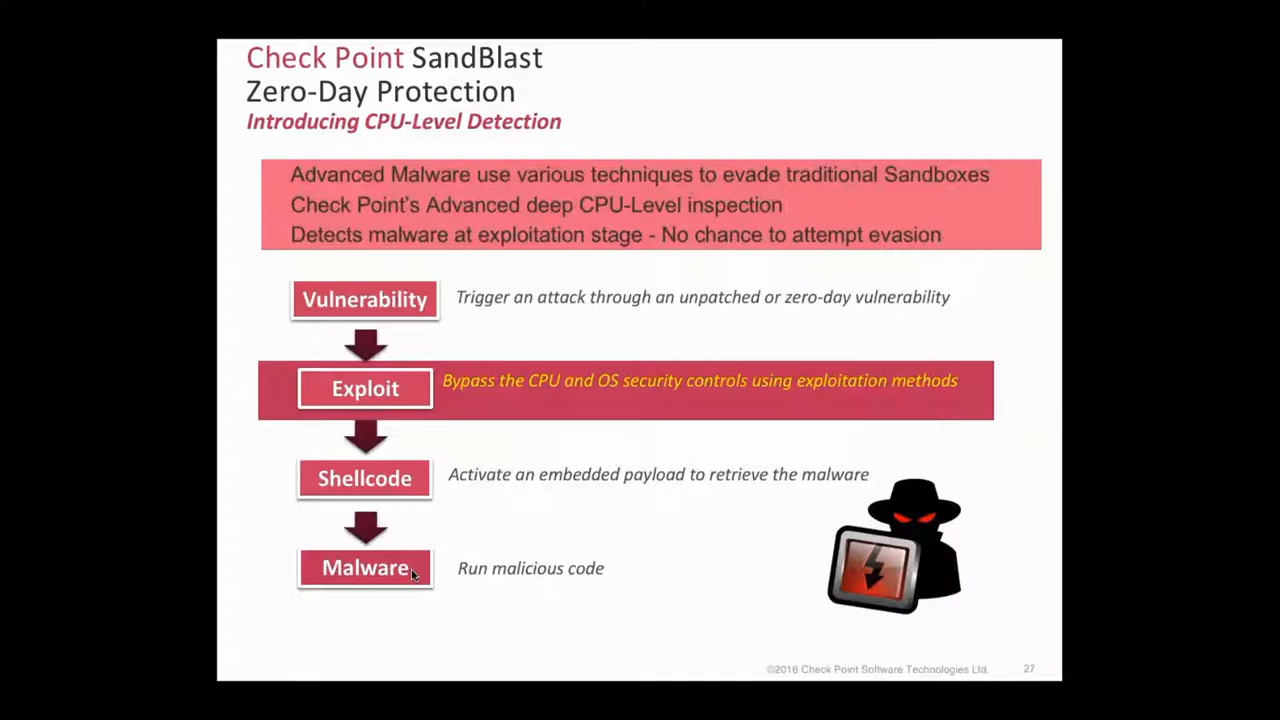 Check Point SandBlast
Zero-Day Protection
Introducing CPU-Level Detection
Advanced Malware use various techniques to evade traditional Sandboxes
Check Point's Advanced deep CPU-Level inspection
Detects malware at exploitation stage - No chance to attempt evasion
Vulnerability Trigger an attack through an unpatched or zero-day vulnerability
Exploit Bypass the CPU and OS security controls using exploitation methods
Shellcode Activate an embedded payload to retrieve the malware
Malware Run malicious code
©2016 Check Point Software Technologies Ltd. 27